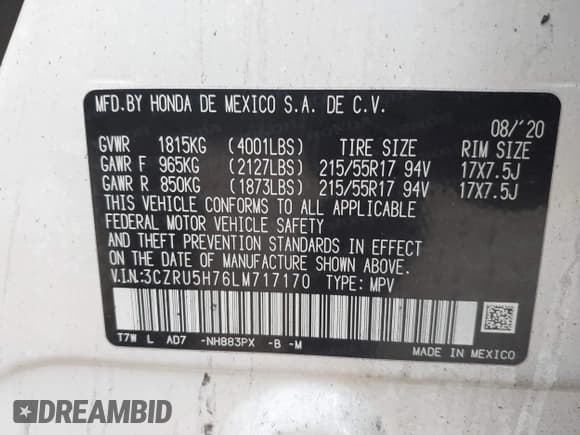 MFD.BY HONDA DE MEXICO S.A. DE C.V.
08/'20
GVWR 1815KG (4001LBS) TIRE SIZE RIM SIZE
GAWR F 965KG (2127LBS) 215/55R17 94V 17X7.5J
GAWR R 850KG (1873LBS) 215/55R17 94V 17X7.5J
THIS VEHICLE CONFORMS TO ALL APPLICABLE
FEDERAL MOTOR VEHICLE SAFETY
AND THEFT PREVENTION STANDARDS IN EFFECT
ON THE DATE OF MANUFACTURE SHOWN ABOVE.
V.I.N:3CZRU5H76LM717170 TYPE: MPV
T7W L AD7 -NH883PX -B -M
MADE IN MEXICO
DREAMBID